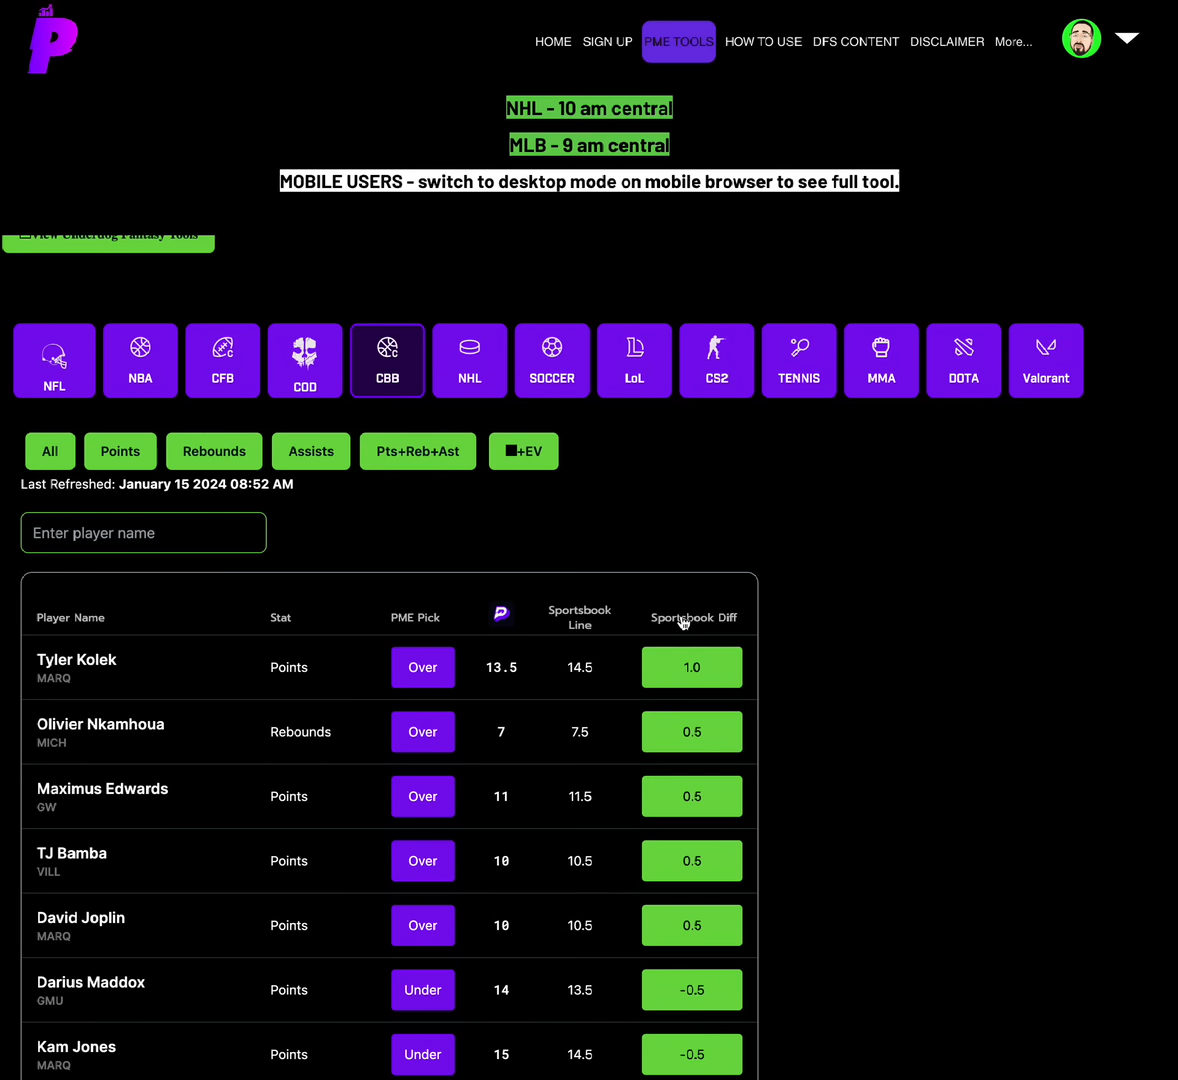 HOME SIGN UP PME TOOLS HOW TO USE DFS CONTENT DISCLAIMER More...
NHL - 10 am central
MLB - 9 am central
MOBILE USERS - switch to desktop mode on mobile browser to see full tool.
View Underdog Fantasy Tools
NFL NBA CFB COD CBB NHL SOCCER LoL CS2 TENNIS MMA DOTA Valorant
All Points Rebounds Assists Pts+Reb+Ast +EV
Last Refreshed: January 15 2024 08:52 AM
Enter player name
Player Name Stat PME Pick P Sportsbook Line Sportsbook Diff
Tyler Kolek Points Over 13.5 14.5 1.0
MARQ
Olivier Nkamhoua Rebounds Over 7 7.5 0.5
MICH
Maximus Edwards Points Over 11 11.5 0.5
GW
TJ Bamba Points Over 10 10.5 0.5
VILL
David Joplin Points Over 10 10.5 0.5
MARQ
Darius Maddox Points Under 14 13.5 -0.5
GMU
Kam Jones Points Under 15 14.5 -0.5
MARQ